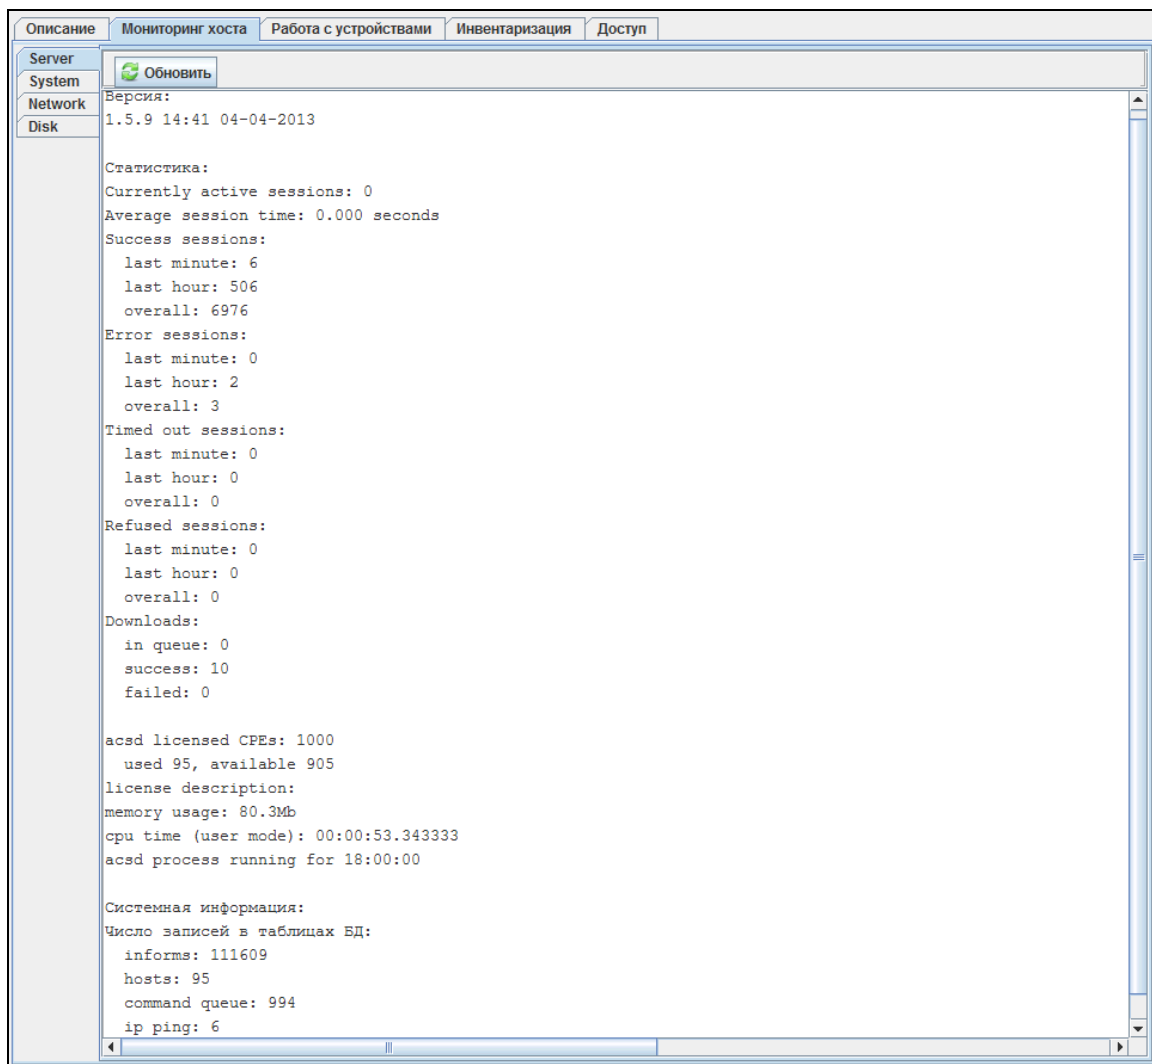 Описание Мониторинг хоста Работа с устройствами Инвентаризация Доступ
Server
System
Network
Disk
Обновить
Версия:
1.5.9 14:41 04-04-2013
Статистика:
Currently active sessions: 0
Average session time: 0.000 seconds
Success sessions:
last minute: 6
last hour: 506
overall: 6976
Error sessions:
last minute: 0
last hour: 2
overall: 3
Timed out sessions:
last minute: 0
last hour: 0
overall: 0
Refused sessions:
last minute: 0
last hour: 0
overall: 0
Downloads:
in queue: 0
success: 10
failed: 0
acsd licensed CPEs: 1000
used 95, available 905
license description:
memory usage: 80.3Mb
cpu time (user mode): 00:00:53.343333
acsd process running for 18:00:00
Системная информация:
Число записей в таблицах БД:
informs: 111609
hosts: 95
command queue: 994
ip ping: 6